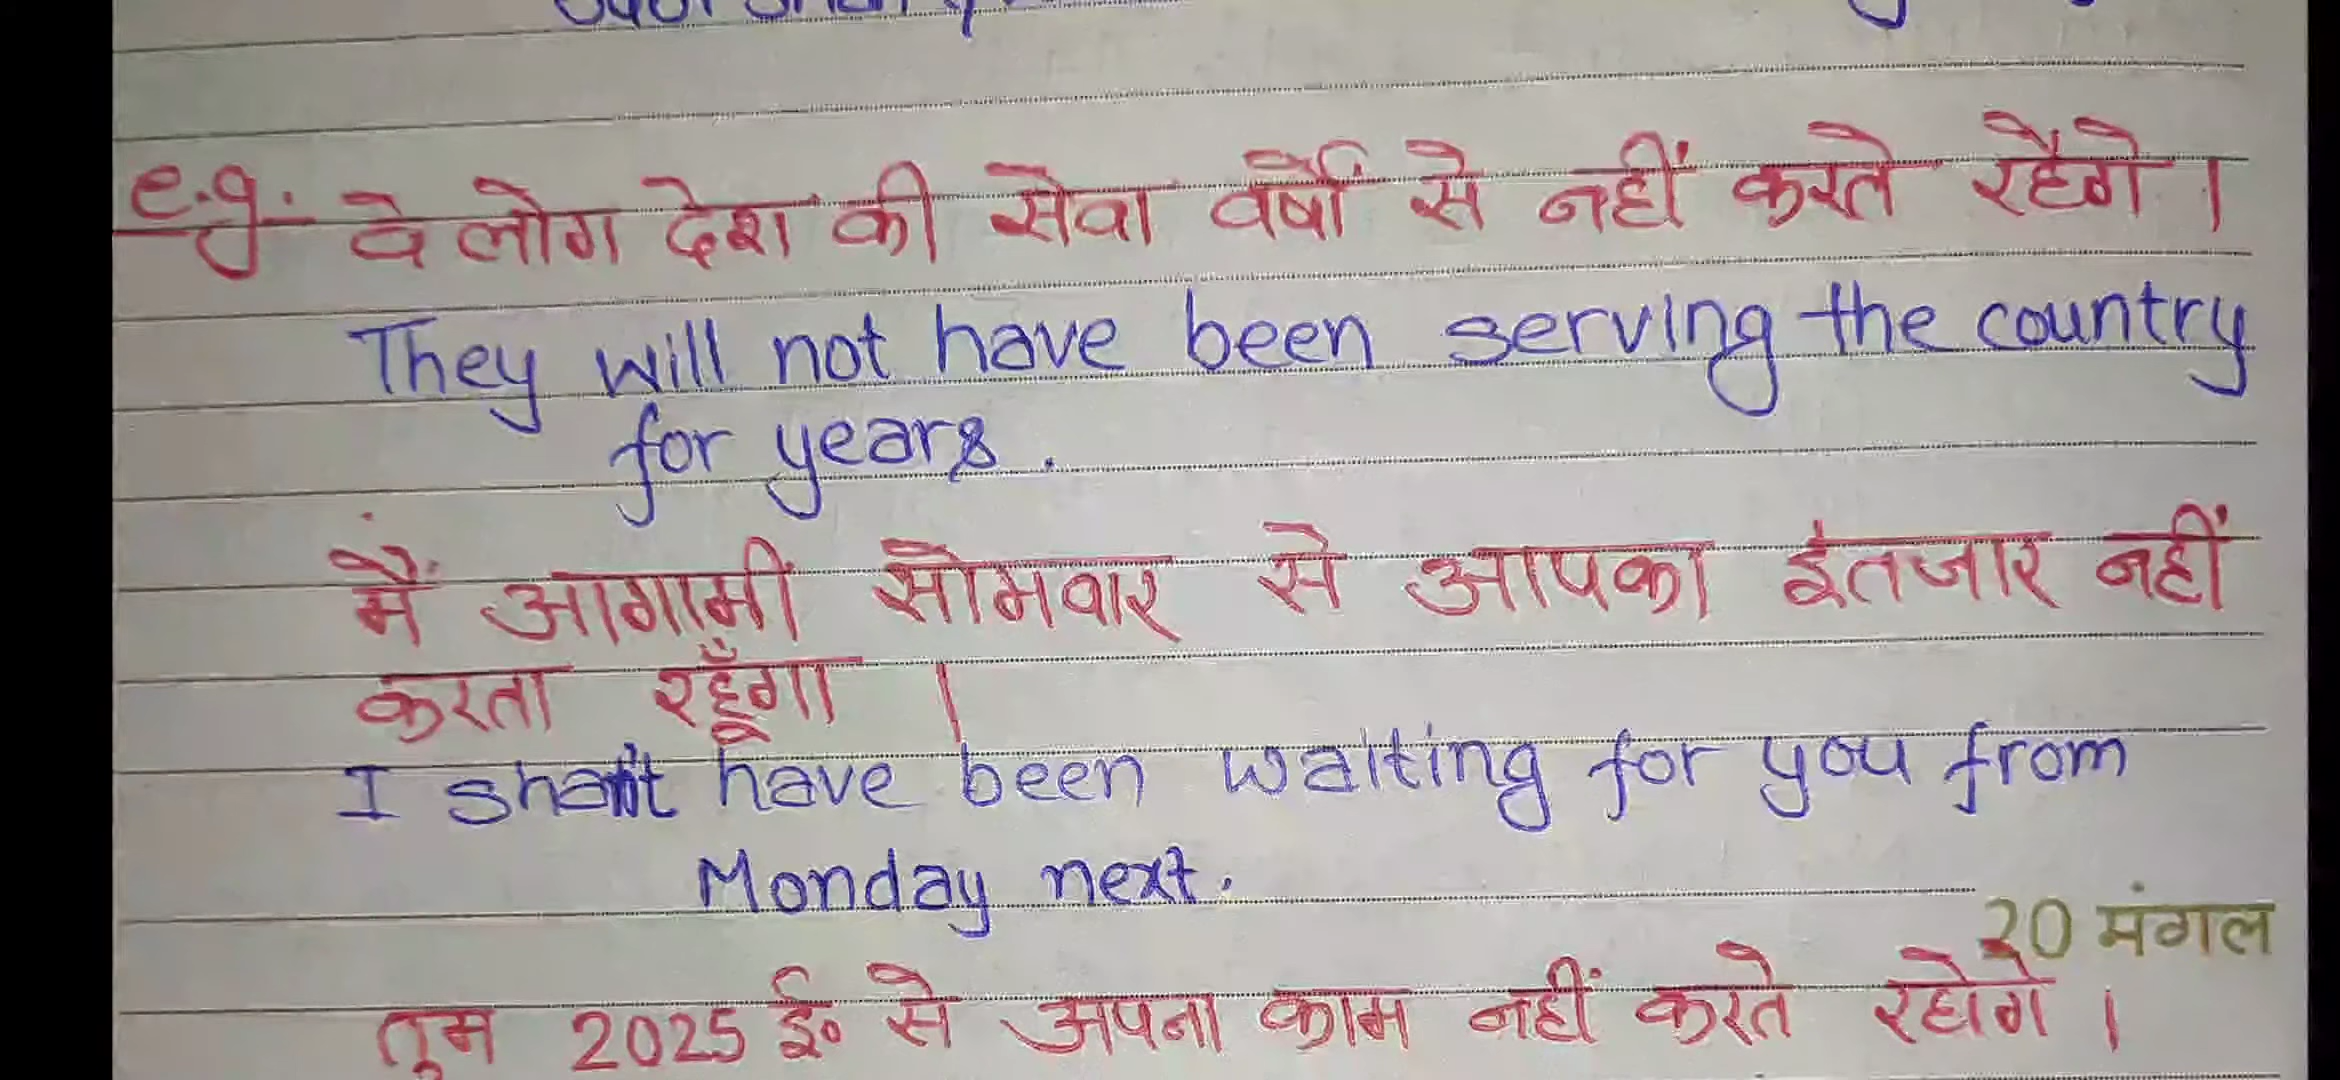 e.g. वे लोग देश की सेवा वर्षों से नहीं करते रहेंगे ।
They will not have been serving the country
for years.
मैं आगामी सोमवार से आपका इंतजार नहीं
करता रहूँगा ।
I shan't have been waiting for you from
Monday next.
20 मंगल
तुम 2025 ई० से अपना काम नहीं करते रहोगे ।